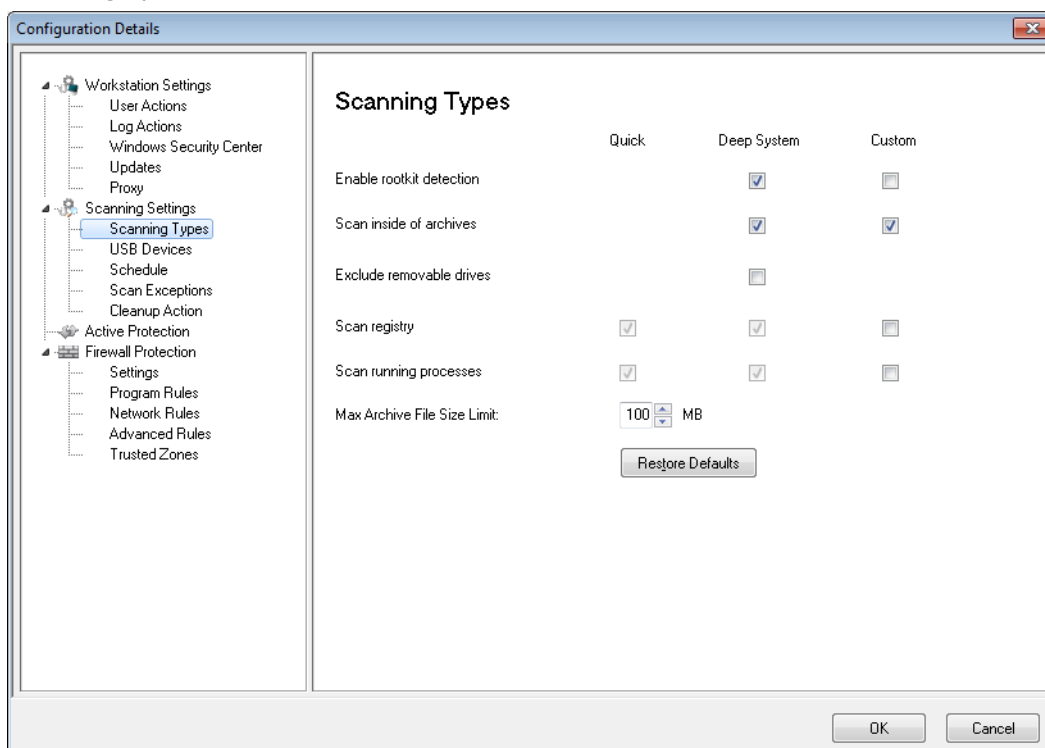 Configuration Details
Workstation Settings
User Actions
Log Actions
Windows Security Center
Updates
Proxy
Scanning Settings
Scanning Types
USB Devices
Schedule
Scan Exceptions
Cleanup Action
Active Protection
Firewall Protection
Settings
Program Rules
Network Rules
Advanced Rules
Trusted Zones
Scanning Types
Quick Deep System Custom
Enable rootkit detection
Scan inside of archives
Exclude removable drives
Scan registry
Scan running processes
Max Archive File Size Limit: 100 MB
Restore Defaults
OK Cancel